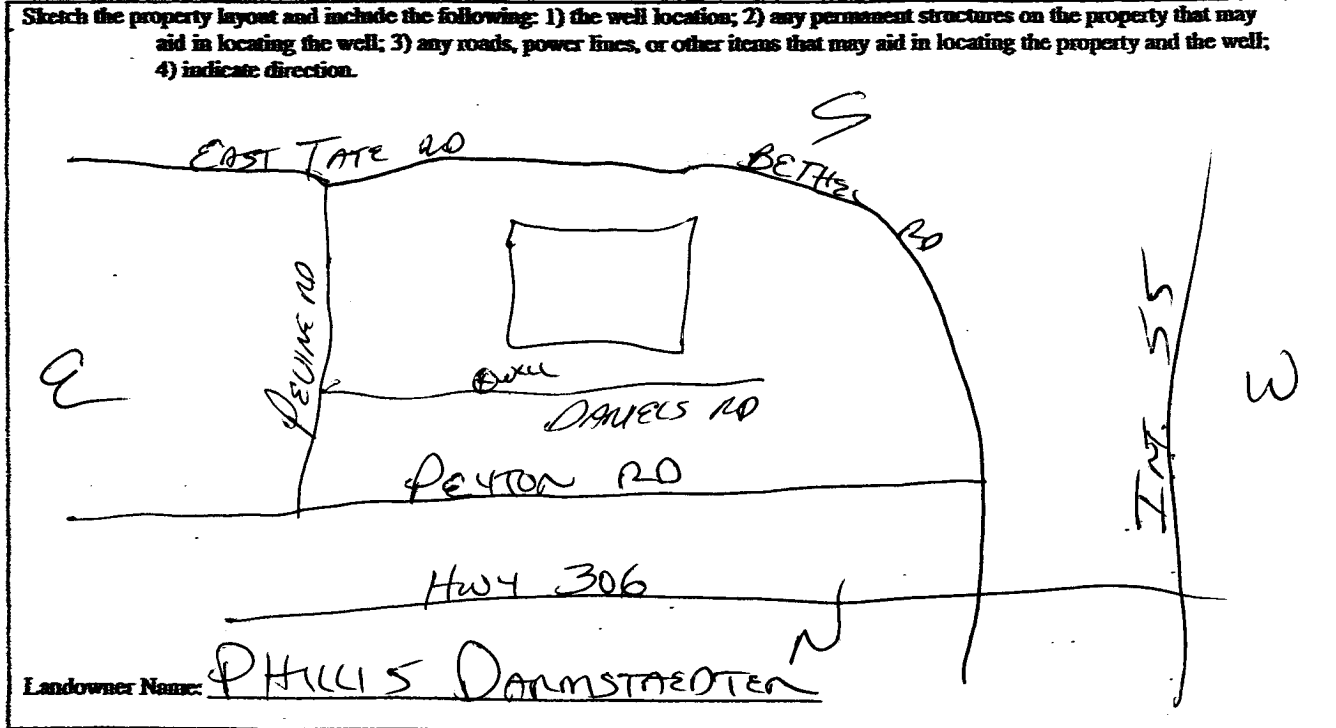 Sketch the property layout and include the following: 1) the well location; 2) any permanent structures on the property that may
aid in locating the well; 3) any roads, power lines, or other items that may aid in locating the property and the well;
4) indicate direction.
S
EAST TATE RD
BETHEL RD
PEVINE RD
INT. 55
E
W
WELL
DANIELS RD
PEYTON RD
HWY 306
N
Landowner Name: PHILLIS DARMSTAEDTER